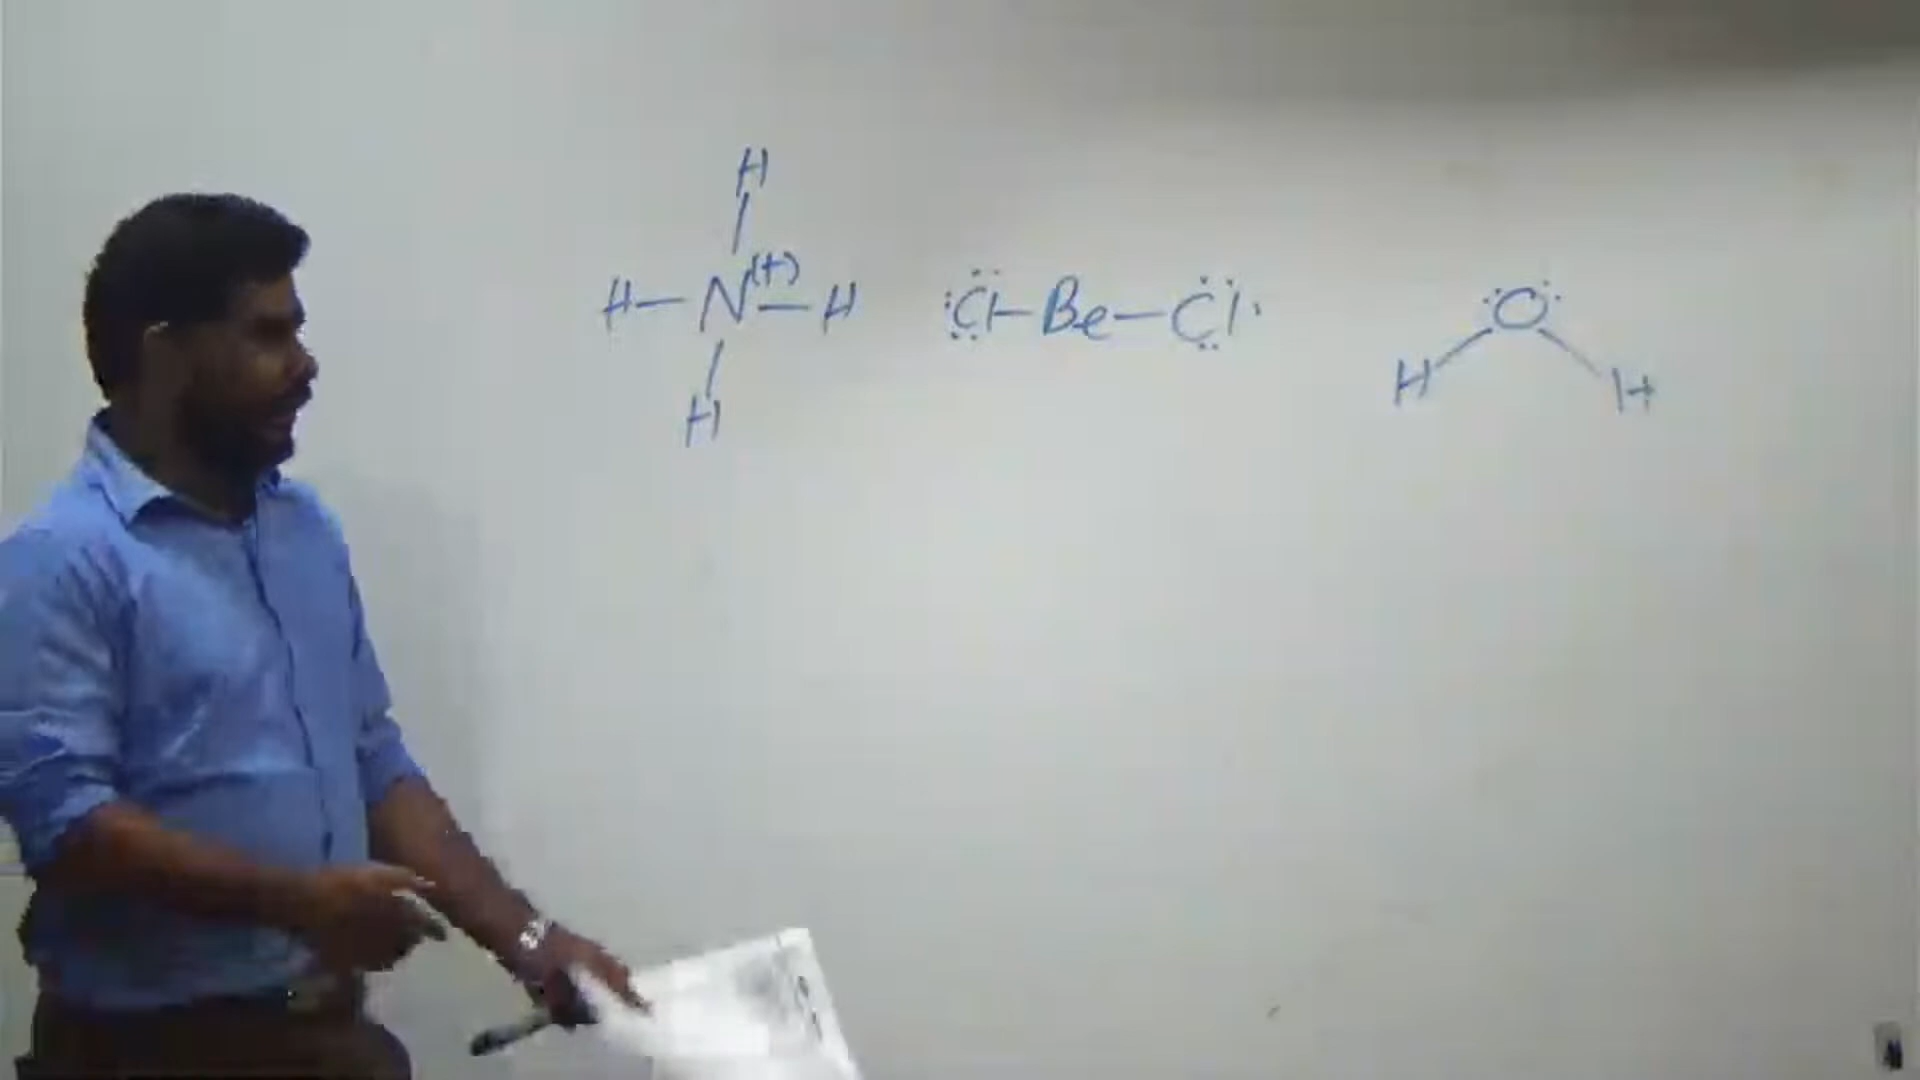 H
H—N(+)—H :Cl—Be—Cl: :O:
H H
H